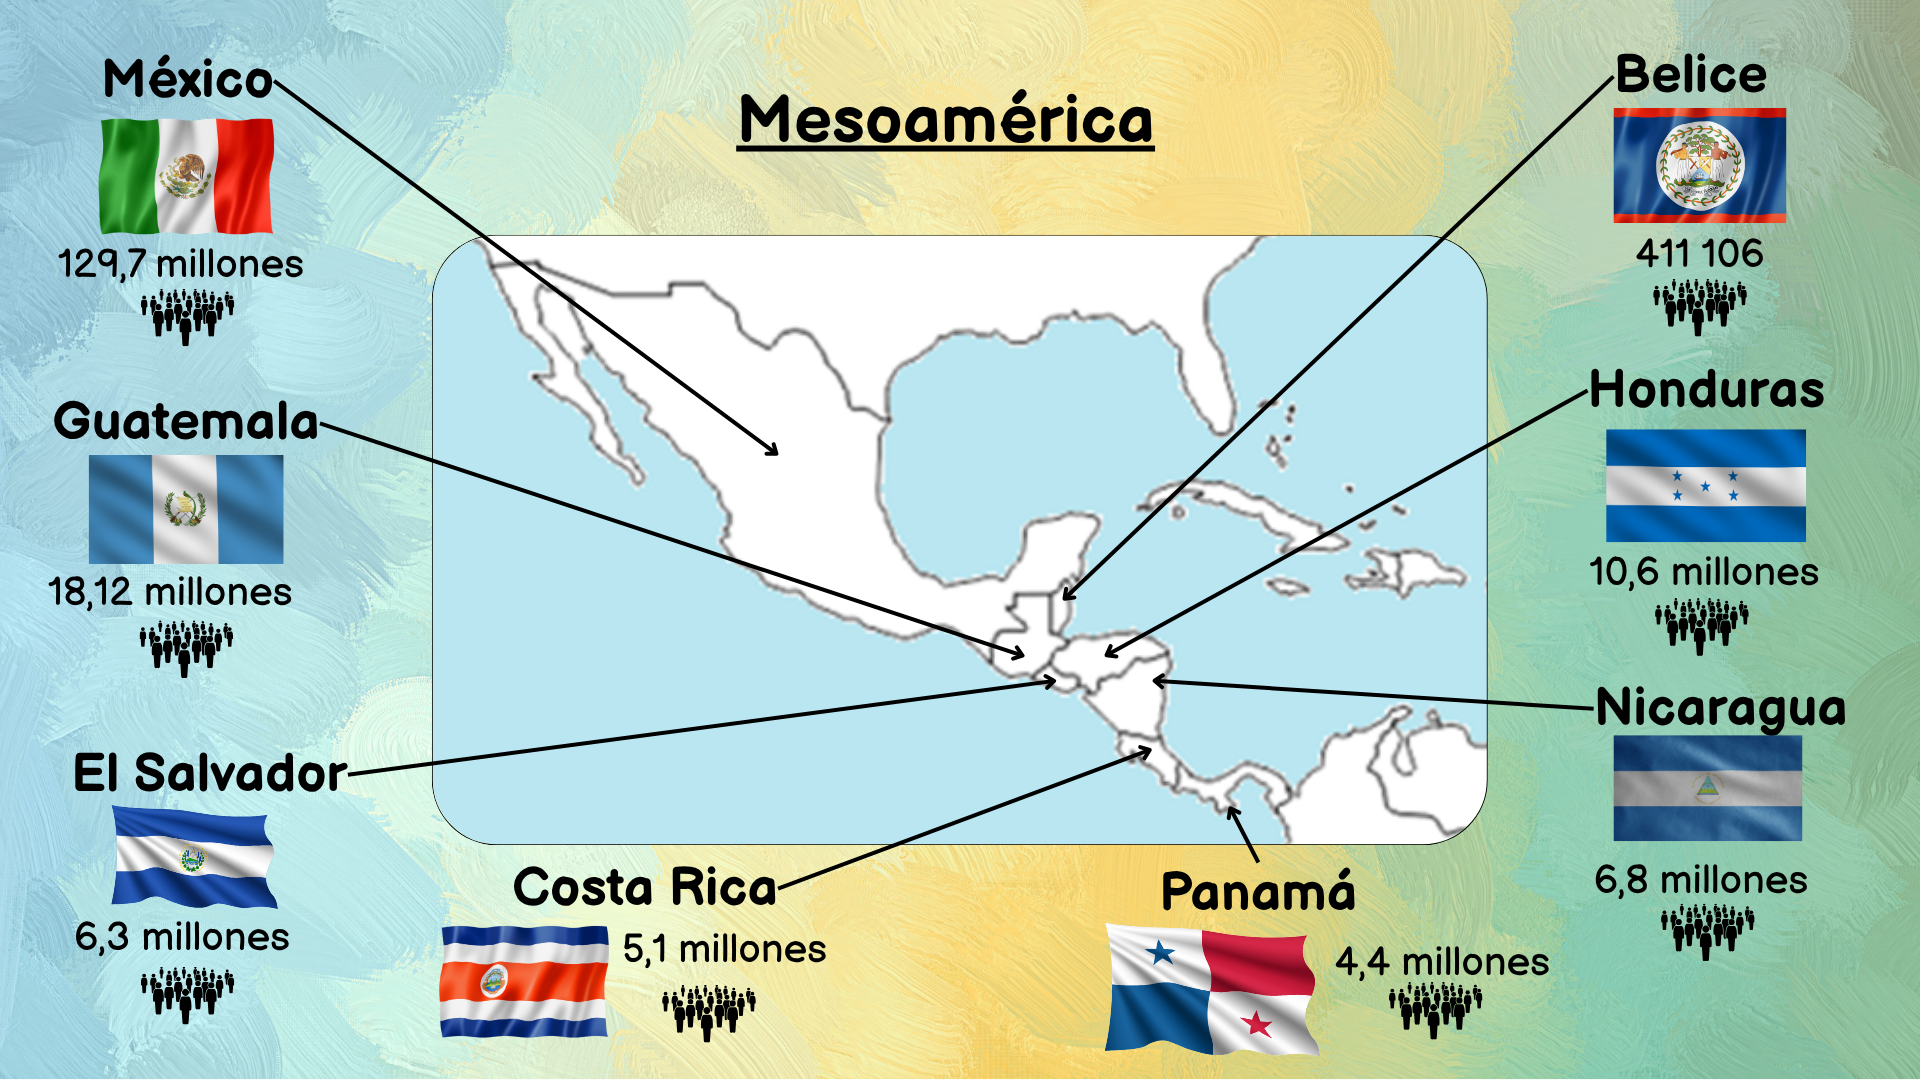 Mesoamérica
México
129,7 millones
Guatemala
18,12 millones
El Salvador
6,3 millones
Costa Rica
5,1 millones
Panamá
4,4 millones
Belice
411 106
Honduras
10,6 millones
Nicaragua
6,8 millones